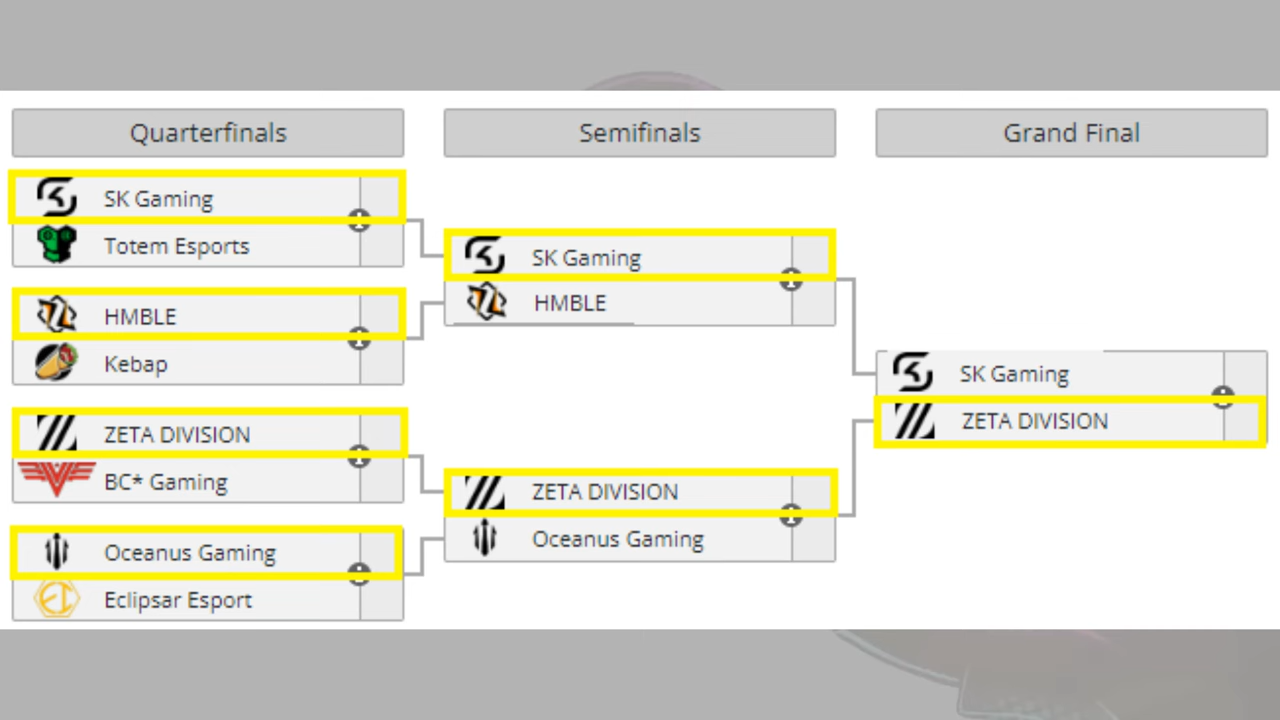 Quarterfinals
Semifinals
Grand Final
SK Gaming
Totem Esports
HMBLE
Kebap
ZETA DIVISION
BC* Gaming
Oceanus Gaming
Eclipsar Esport
SK Gaming
HMBLE
ZETA DIVISION
Oceanus Gaming
SK Gaming
ZETA DIVISION